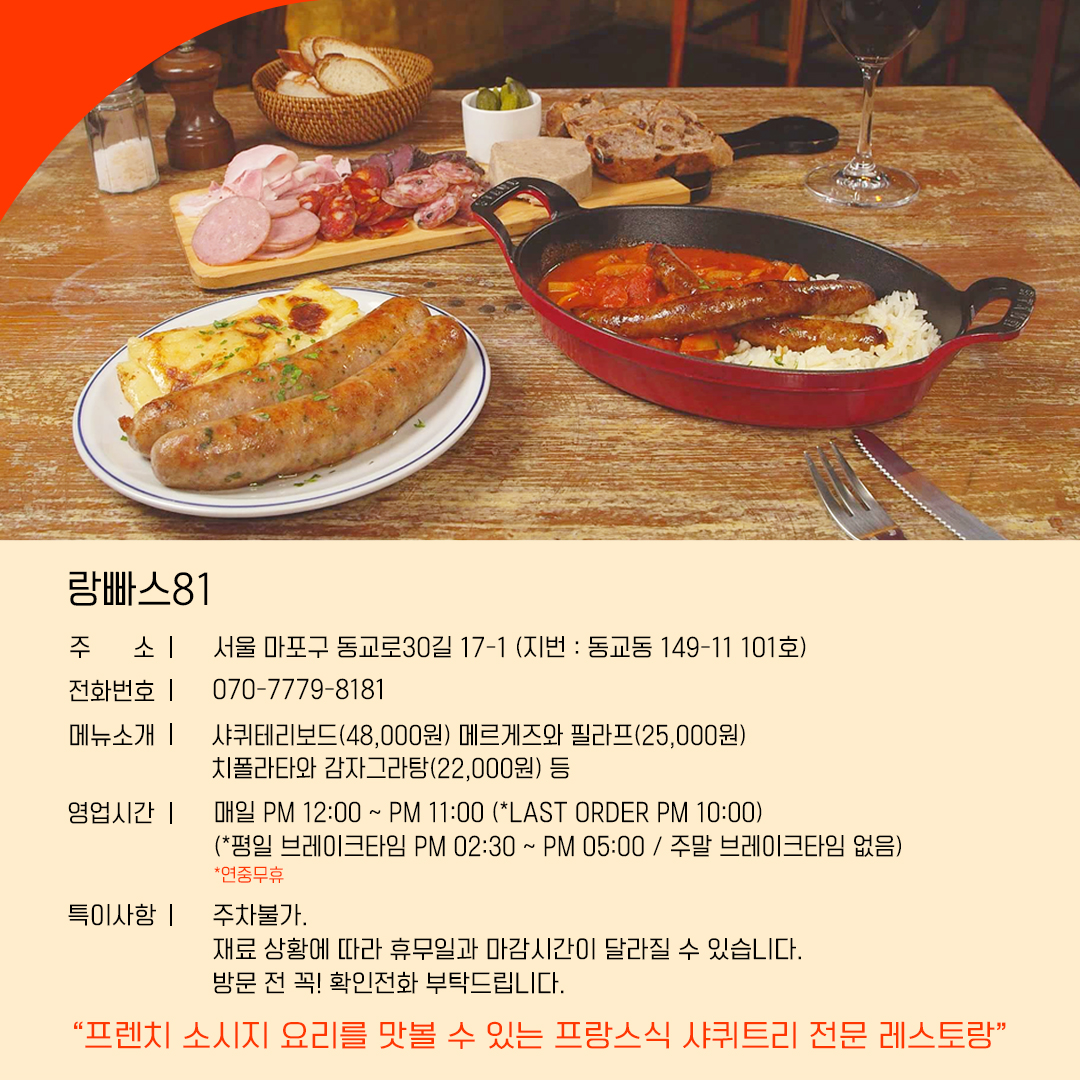 랑빠스81
주 소 | 서울 마포구 동교로30길 17-1 (지번 : 동교동 149-11 101호)
전화번호 | 070-7779-8181
메뉴소개 | 샤퀴테리보드(48,000원) 메르게즈와 필라프(25,000원)
치폴라타와 감자그라탕(22,000원) 등
영업시간 | 매일 PM 12:00 ~ PM 11:00 (*LAST ORDER PM 10:00)
(*평일 브레이크타임 PM 02:30 ~ PM 05:00 / 주말 브레이크타임 없음)
*연중무휴
특이사항 | 주차불가.
재료 상황에 따라 휴무일과 마감시간이 달라질 수 있습니다.
방문 전 꼭! 확인전화 부탁드립니다.
“프렌치 소시지 요리를 맛볼 수 있는 프랑스식 샤퀴트리 전문 레스토랑”